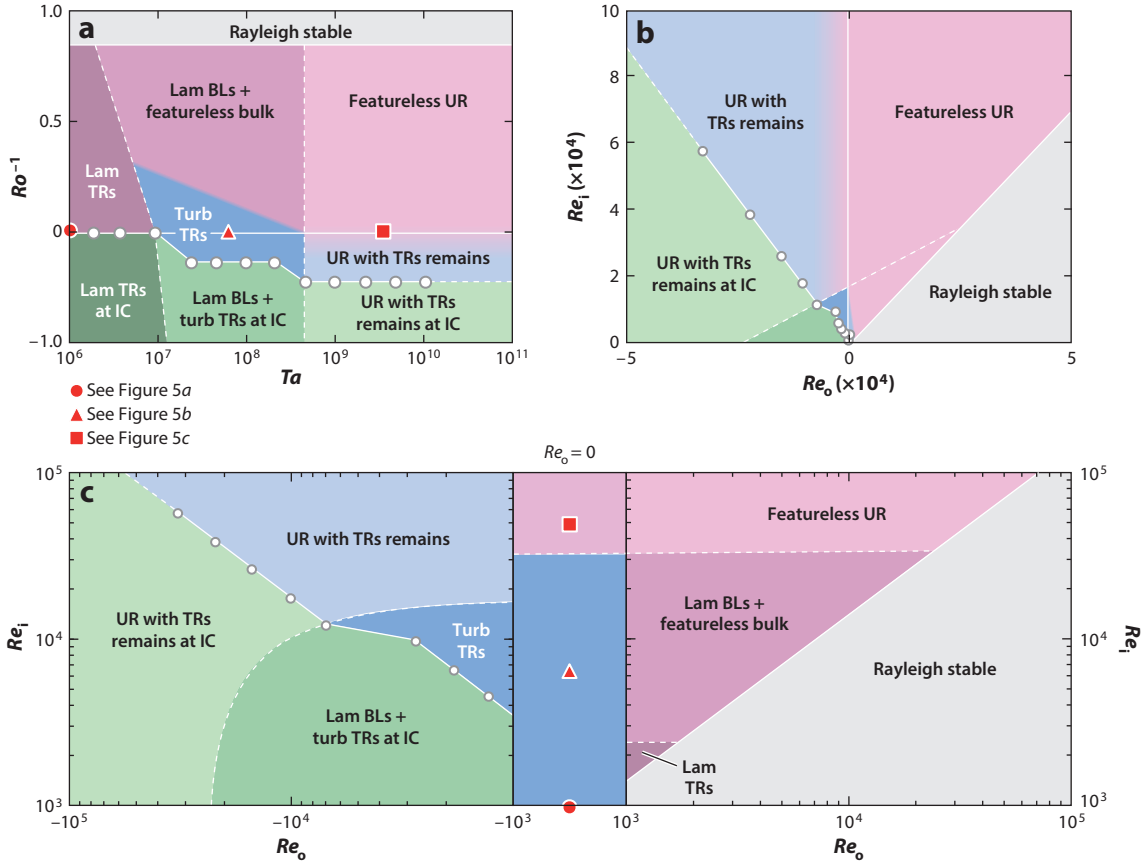 a
1.0
0.5
0
−1.0
Ro⁻¹
Rayleigh stable
Lam BLs +
featureless bulk
Featureless UR
Lam
TRs
Turb
TRs
UR with TRs remains
Lam TRs
at IC
Lam BLs +
turb TRs at IC
UR with TRs
remains at IC
10⁶
10⁷
10⁸
10⁹
10¹⁰
10¹¹
Ta
See Figure 5a
See Figure 5b
See Figure 5c
b
10
8
6
4
2
0
Reᵢ (×10⁴)
UR with
TRs remains
Featureless UR
UR with TRs
remains at IC
Rayleigh stable
−5
0
5
Reₒ (×10⁴)
Reₒ = 0
c
10⁵
10⁴
10³
Reᵢ
UR with TRs remains
UR with TRs
remains at IC
Turb
TRs
Lam BLs +
turb TRs at IC
Featureless UR
Lam BLs +
featureless bulk
Rayleigh stable
Lam
TRs
10⁵
10⁴
10³
Reᵢ
−10⁵
−10⁴
−10³
10³
10⁴
10⁵
Reₒ
Reₒ